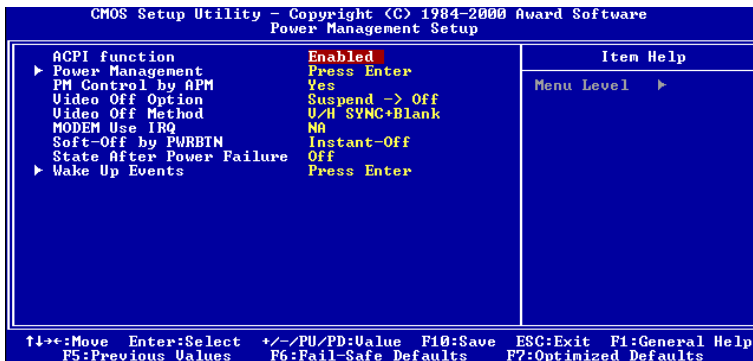 CMOS Setup Utility - Copyright (C) 1984-2000 Award Software
Power Management Setup
ACPI function Enabled
▶ Power Management Press Enter
PM Control by APM Yes
Video Off Option Suspend -> Off
Video Off Method V/H SYNC+Blank
MODEM Use IRQ NA
Soft-Off by PWRBTN Instant-Off
State After Power Failure Off
▶ Wake Up Events Press Enter
Item Help
Menu Level ▶
↑↓→←:Move Enter:Select +/-/PU/PD:Value F10:Save ESC:Exit F1:General Help
F5:Previous Values F6:Fail-Safe Defaults F7:Optimized Defaults